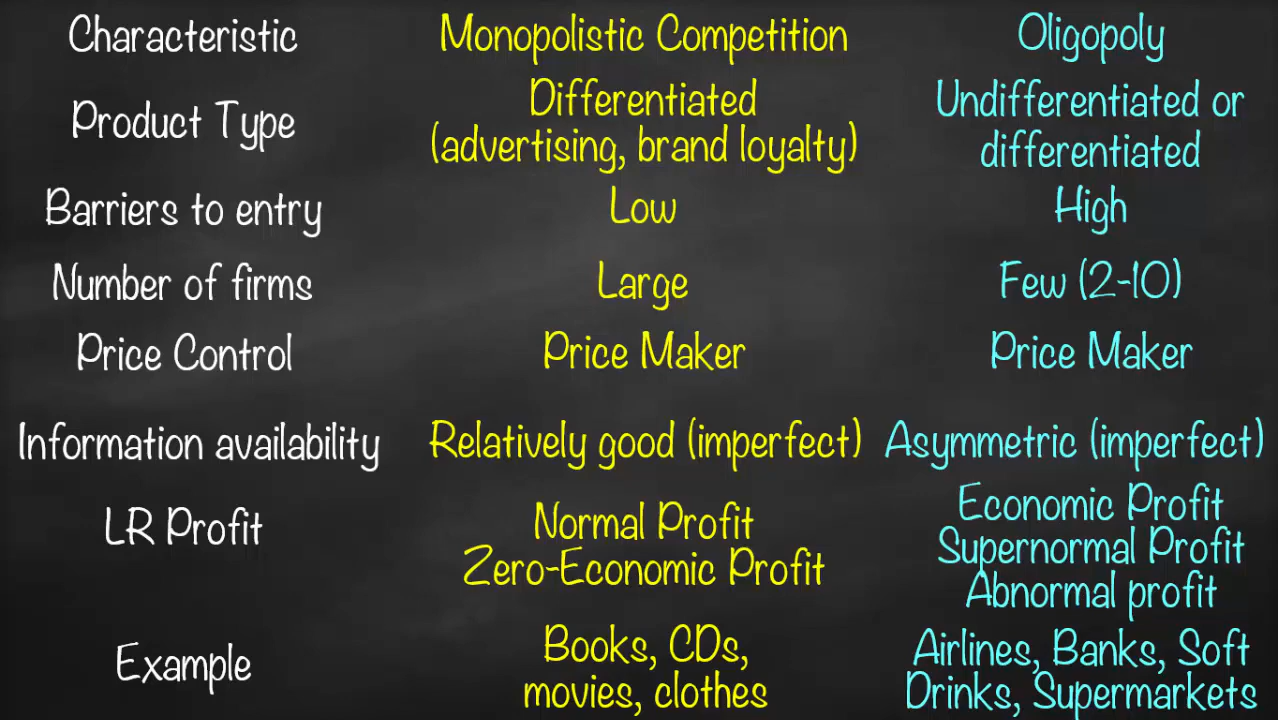 Characteristic Monopolistic Competition Oligopoly
Product Type Differentiated (advertising, brand loyalty) Undifferentiated or differentiated
Barriers to entry Low High
Number of firms Large Few (2-10)
Price Control Price Maker Price Maker
Information availability Relatively good (imperfect) Asymmetric (imperfect)
LR Profit Normal Profit Zero-Economic Profit Economic Profit Supernormal Profit Abnormal profit
Example Books, CDs, movies, clothes Airlines, Banks, Soft Drinks, Supermarkets